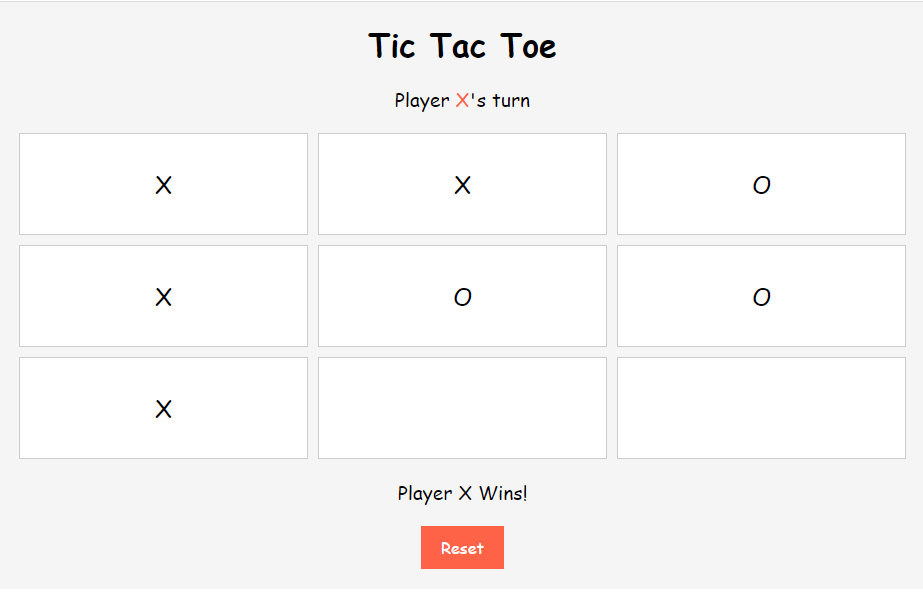 Tic Tac Toe
Player X's turn
X X O
X O O
X
Player X Wins!
Reset